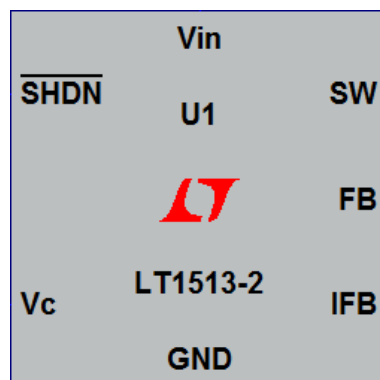 Vin
SHDN
SW
U1
FB
LT1513-2
Vc
IFB
GND